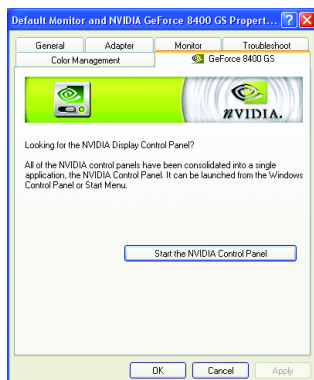 Default Monitor and NVIDIA GeForce 8400 GS Propert...
General Adapter Monitor Troubleshoot
Color Management GeForce 8400 GS
NVIDIA.
Looking for the NVIDIA Display Control Panel?
All of the NVIDIA control panels have been consolidated into a single
application, the NVIDIA Control Panel. It can be launched from the Windows
Control Panel or Start Menu.
Start the NVIDIA Control Panel
OK Cancel Apply